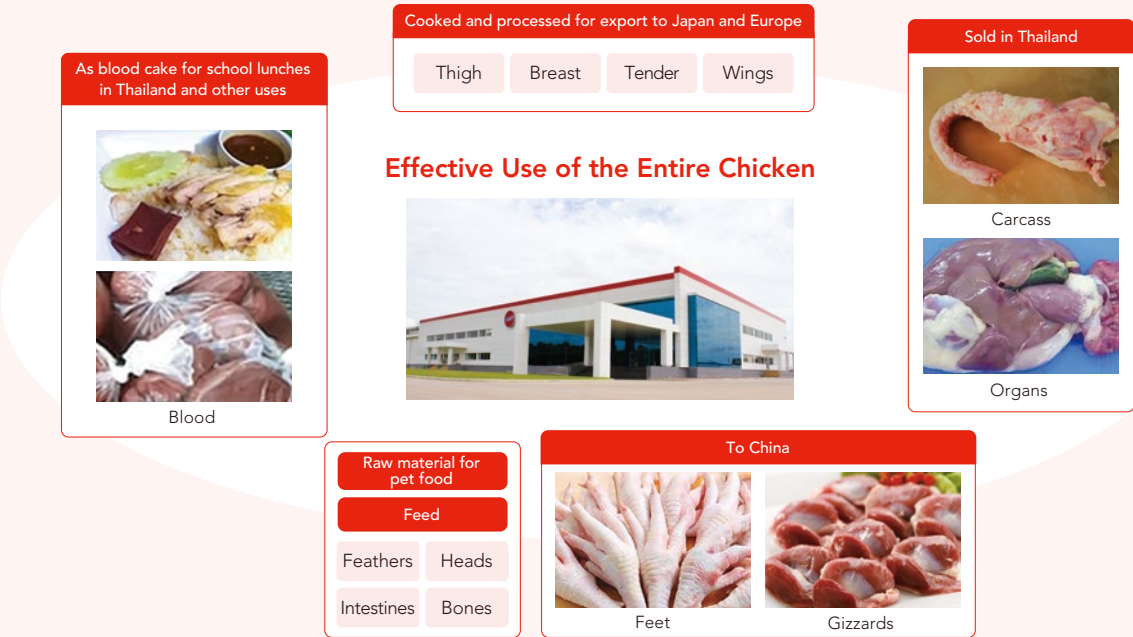 Cooked and processed for export to Japan and Europe
Thigh
Breast
Tender
Wings
As blood cake for school lunches
in Thailand and other uses
Blood
Effective Use of the Entire Chicken
Sold in Thailand
Carcass
Organs
Raw material for
pet food
Feed
Feathers
Heads
Intestines
Bones
To China
Feet
Gizzards